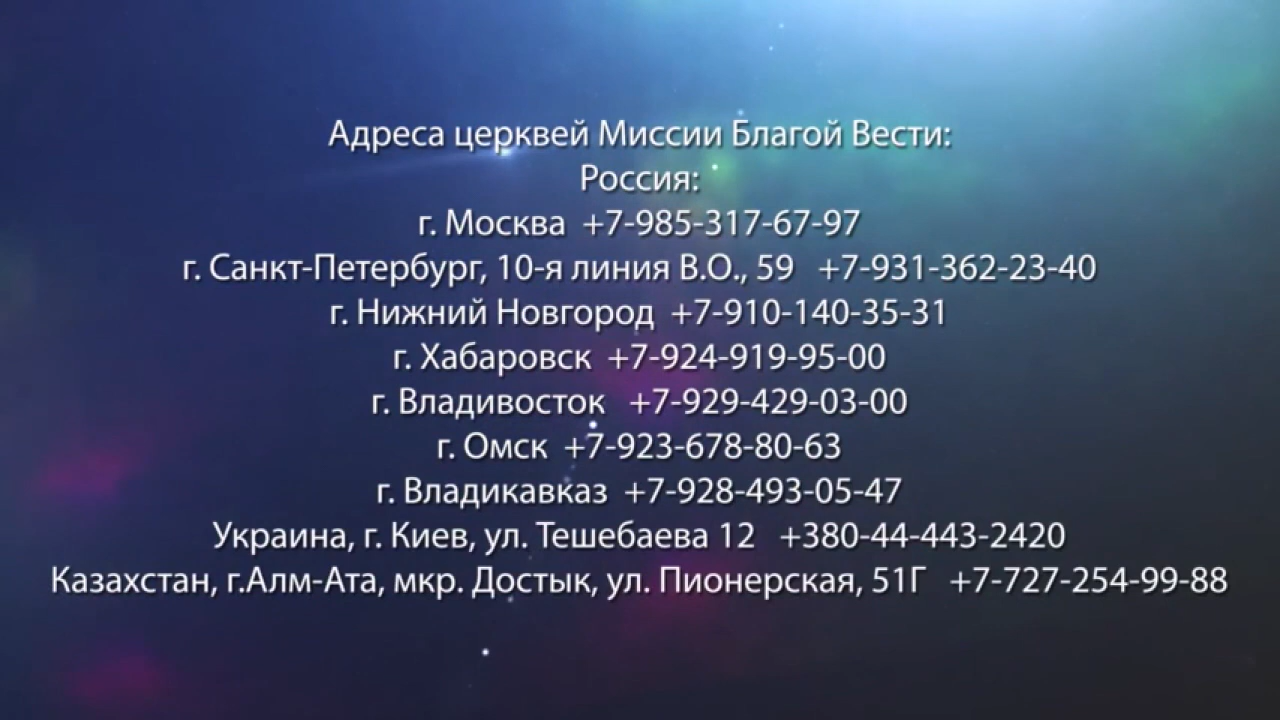 Адреса церквей Миссии Благой Вести:
Россия:
г. Москва +7-985-317-67-97
г. Санкт-Петербург, 10-я линия В.О., 59 +7-931-362-23-40
г. Нижний Новгород +7-910-140-35-31
г. Хабаровск +7-924-919-95-00
г. Владивосток +7-929-429-03-00
г. Омск +7-923-678-80-63
г. Владикавказ +7-928-493-05-47
Украина, г. Киев, ул. Тешебаева 12 +380-44-443-2420
Казахстан, г.Алм-Ата, мкр. Достык, ул. Пионерская, 51Г +7-727-254-99-88